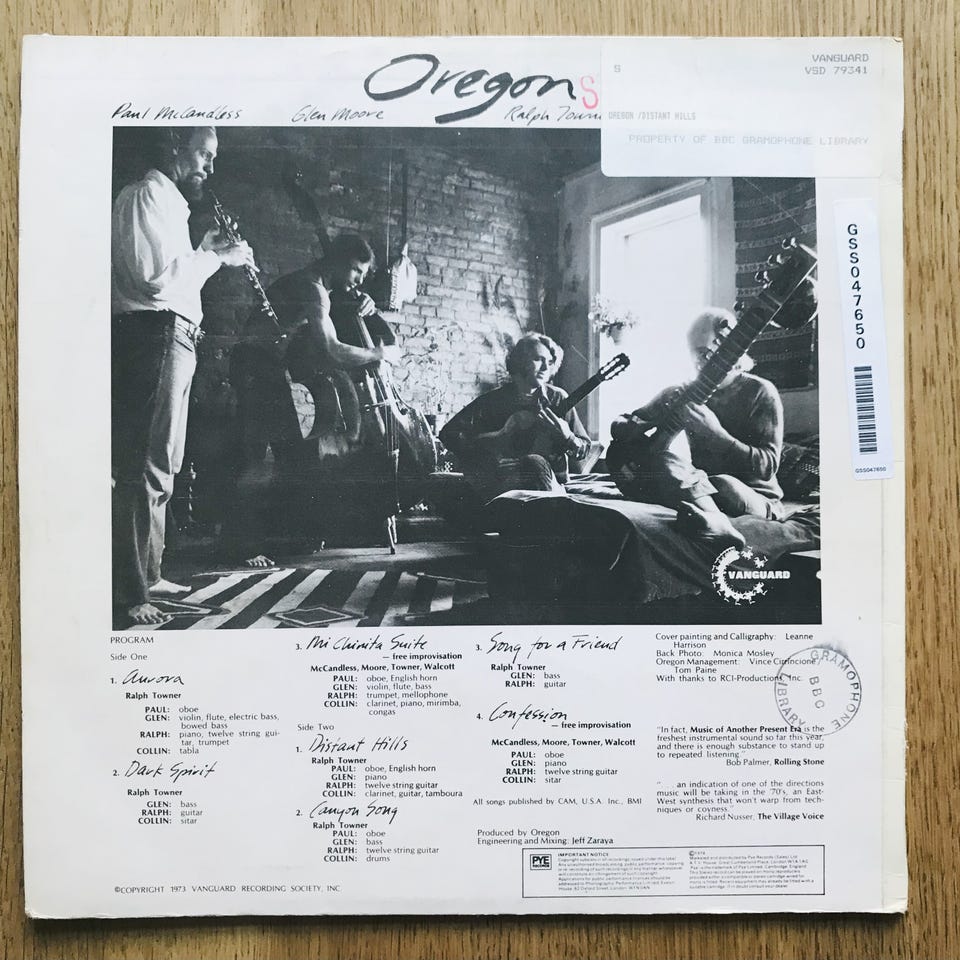 Oregon
S
S
VANGUARD
VSD 79341
OREGON /DISTANT HILLS
PROPERTY OF BBC GRAMOPHONE LIBRARY
Paul McCandless
Glen Moore
Ralph Town
GSS047650
GSS047650
VANGUARD
PROGRAM
Side One
1. Aurora
Ralph Towner
PAUL: oboe
GLEN: violin, flute, electric bass,
bowed bass
RALPH: piano, twelve string gui-
tar, trumpet
COLLIN: tabla
2. Dark Spirit
Ralph Towner
GLEN: bass
RALPH: guitar
COLLIN: sitar
3. Mi Chinita Suite
— free improvisation
McCandless, Moore, Towner, Walcott
PAUL: oboe, English horn
GLEN: violin, flute, bass
RALPH: trumpet, mellophone
COLLIN: clarinet, piano, mirimba,
congas
Side Two
1. Distant Hills
Ralph Towner
PAUL: oboe, English horn
GLEN: piano
RALPH: twelve string guitar
COLLIN: clarinet, guitar, tamboura
2. Canyon Song
Ralph Towner
PAUL: oboe
GLEN: bass
RALPH: twelve string guitar
COLLIN: drums
3. Song for a Friend
Ralph Towner
GLEN: bass
RALPH: guitar
4. Confession
— free improvisation
McCandless, Moore, Towner, Walcott
PAUL: oboe
GLEN: piano
RALPH: twelve string guitar
COLLIN: sitar
All songs published by CAM, U.S.A. Inc., BMI
Produced by Oregon
Engineering and Mixing: Jeff Zaraya
Cover painting and Calligraphy: Leanne
Harrison
Back Photo: Monica Mosley
Oregon Management: Vince Cirrincione,
Tom Paine
With thanks to RCI-Productions, Inc.
GRAMOPHONE
BBC
LIBRARY
"In fact, Music of Another Present Era is the
freshest instrumental sound so far this year,
and there is enough substance to stand up
to repeated listening."
Bob Palmer, Rolling Stone
"... an indication of one of the directions
music will be taking in the '70's, an East-
West synthesis that won't warp from tech-
niques or coyness."
Richard Nusser, The Village Voice
PYE
RECORDS
IMPORTANT NOTICE
©COPYRIGHT 1973 VANGUARD RECORDING SOCIETY, INC